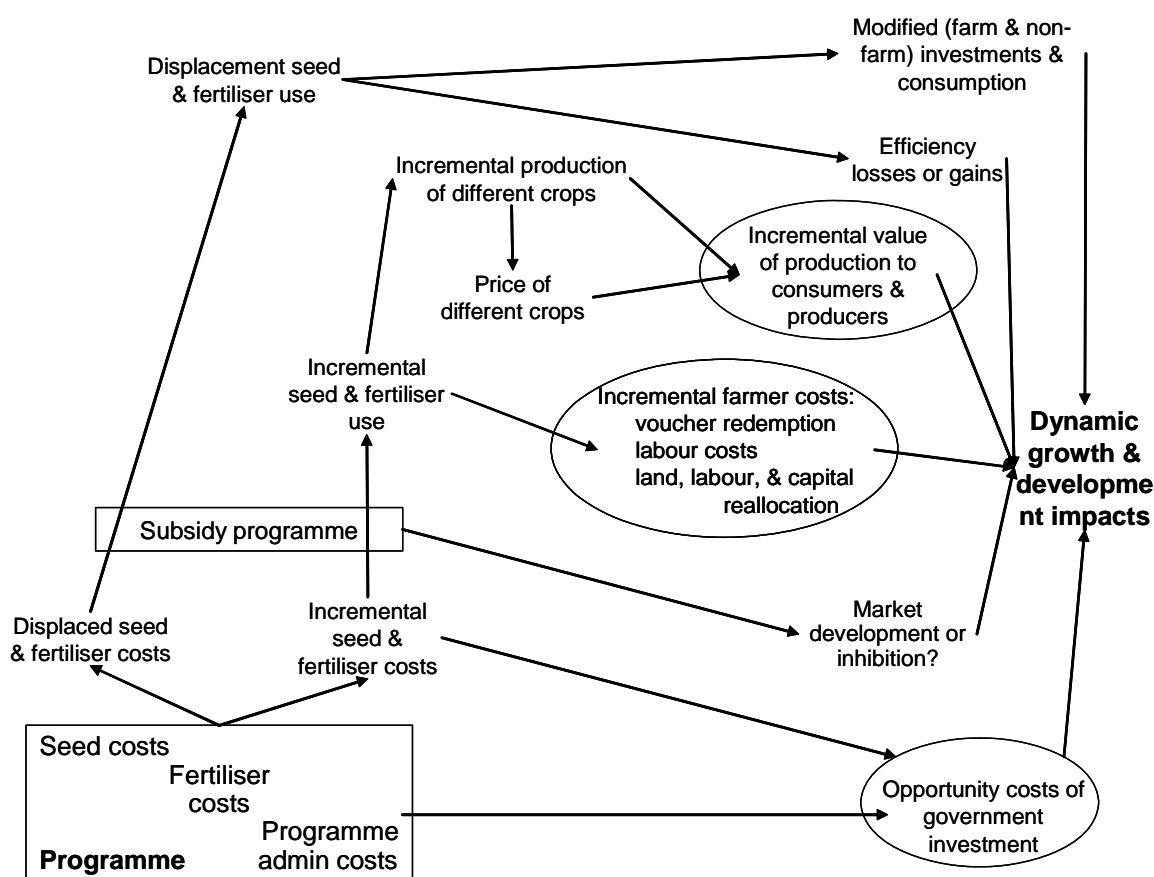 Modified (farm & non-
farm) investments &
consumption
Displacement seed
& fertiliser use
Efficiency
losses or gains
Incremental production
of different crops
Incremental value
of production to
consumers &
producers
Price of
different crops
Incremental
seed & fertiliser
use
Incremental farmer costs:
voucher redemption
labour costs
land, labour, & capital
reallocation
Dynamic
growth &
developme
nt impacts
Subsidy programme
Displaced seed
& fertiliser costs
Incremental
seed &
fertiliser costs
Market
development or
inhibition?
Seed costs
Fertiliser
costs
Programme
admin costs
Programme
Opportunity costs of
government
investment